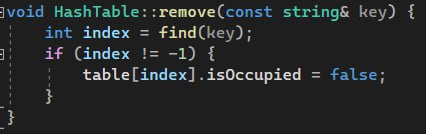 void HashTable::remove(const string& key) {
    int index = find(key);
    if (index != -1) {
        table[index].isOccupied = false;
    }
}